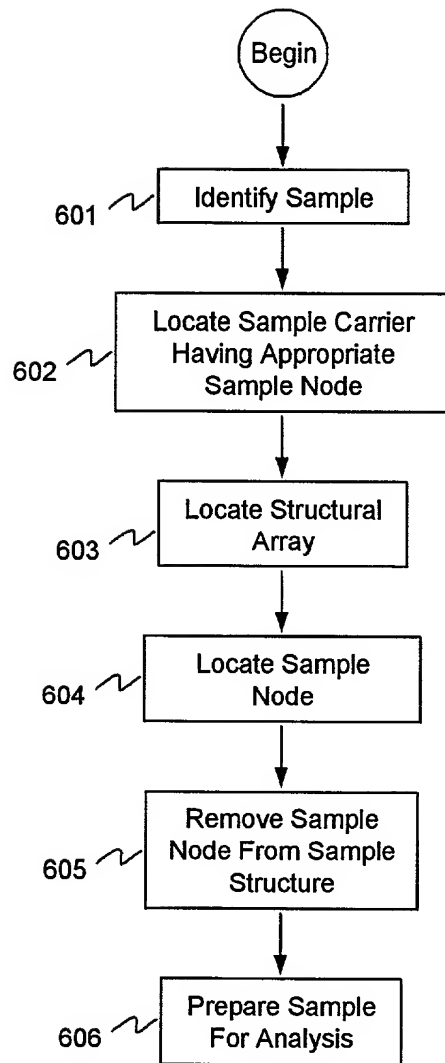 Begin
601
Identify Sample
602
Locate Sample Carrier
Having Appropriate
Sample Node
603
Locate Structural
Array
604
Locate Sample
Node
605
Remove Sample
Node From Sample
Structure
606
Prepare Sample
For Analysis